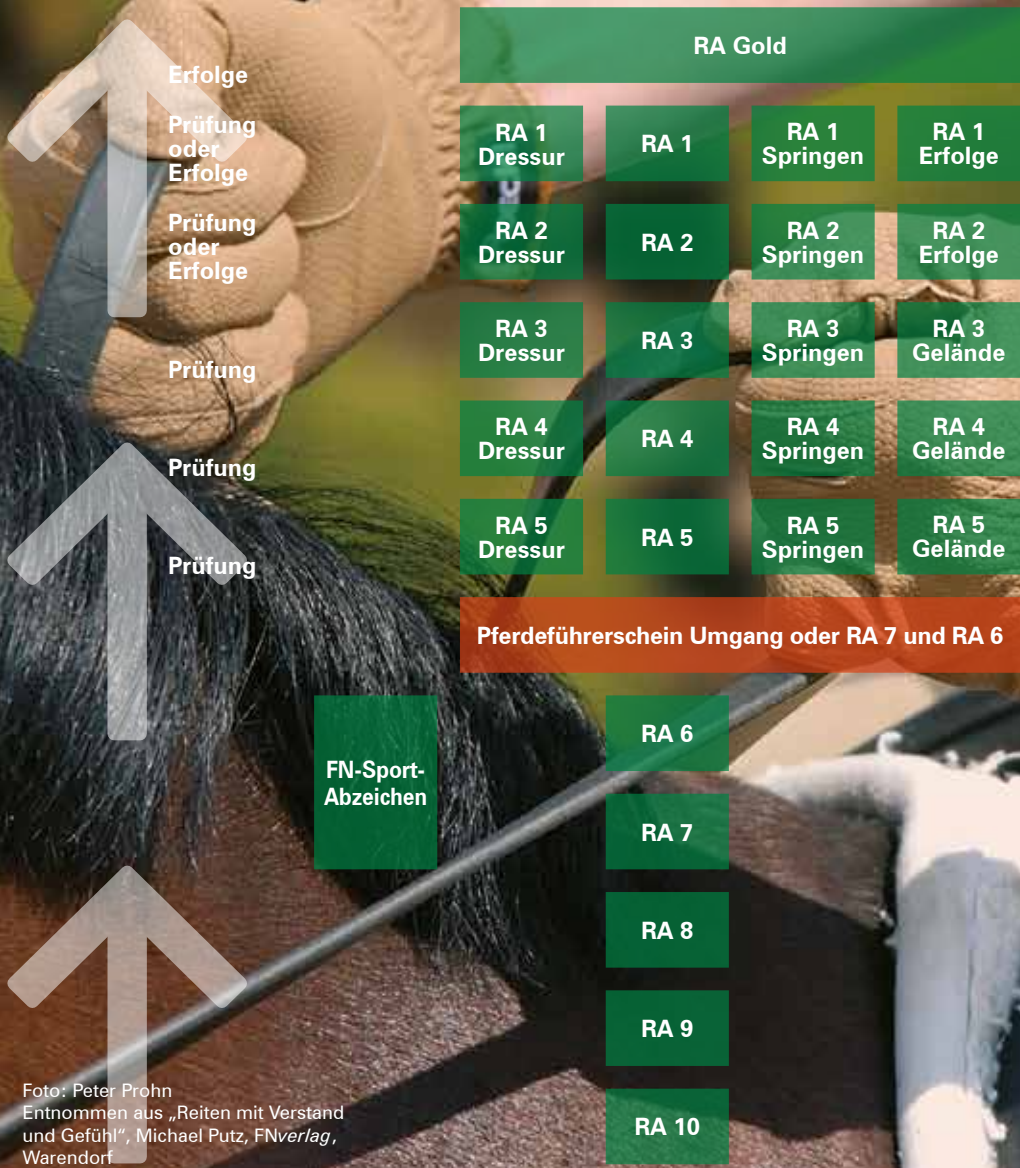 RA Gold
Erfolge
Prüfung
oder
Erfolge
RA 1
Dressur
RA 1
RA 1
Springen
RA 1
Erfolge
Prüfung
oder
Erfolge
RA 2
Dressur
RA 2
RA 2
Springen
RA 2
Erfolge
Prüfung
RA 3
Dressur
RA 3
RA 3
Springen
RA 3
Gelände
Prüfung
RA 4
Dressur
RA 4
RA 4
Springen
RA 4
Gelände
Prüfung
RA 5
Dressur
RA 5
RA 5
Springen
RA 5
Gelände
Pferdeführerschein Umgang oder RA 7 und RA 6
FN-Sport-
Abzeichen
RA 6
RA 7
RA 8
RA 9
RA 10
Foto: Peter Prohn
Entnommen aus „Reiten mit Verstand
und Gefühl“, Michael Putz, FNverlag,
Warendorf